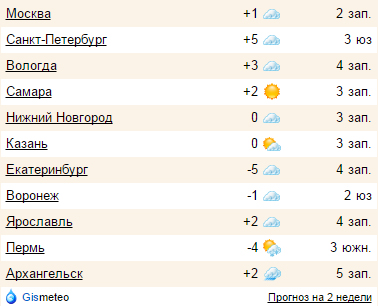 Москва +1 2 зап.
Санкт-Петербург +5 3 юз
Вологда +3 4 зап.
Самара +2 3 зап.
Нижний Новгород 0 3 зап.
Казань 0 3 зап.
Екатеринбург -5 4 зап.
Воронеж -1 2 юз
Ярославль +2 4 зап.
Пермь -4 3 южн.
Архангельск +2 5 зап.
Gismeteo Прогноз на 2 недели